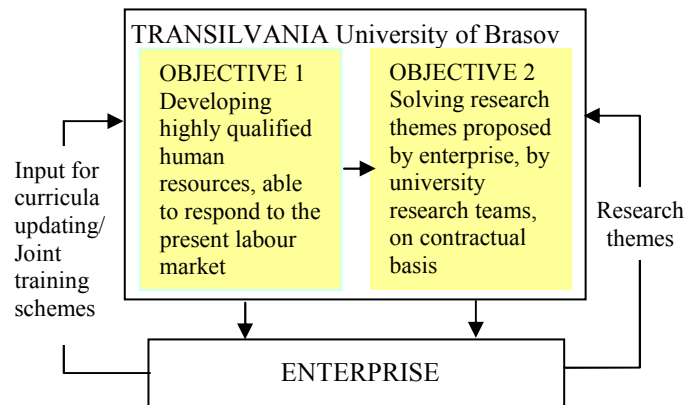 TRANSILVANIA University of Brasov
OBJECTIVE 1
Developing
highly qualified
human
resources, able
to respond to the
present labour
market
OBJECTIVE 2
Solving research
themes proposed
by enterprise, by
university
research teams,
on contractual
basis
Input for
curricula
updating/
Joint
training
schemes
Research
themes
ENTERPRISE